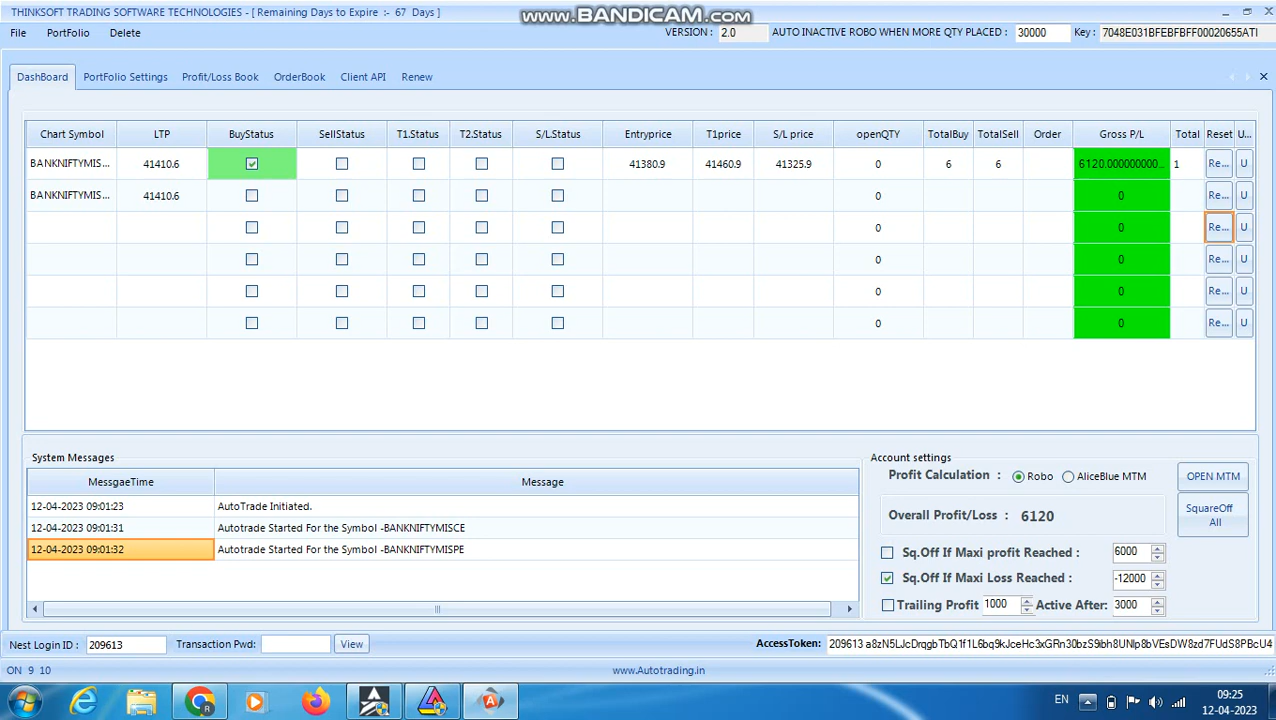 THINKSOFT TRADING SOFTWARE TECHNOLOGIES - [ Remaining Days to Expire :- 67 Days ]
www.BANDICAM.com
File PortFolio Delete
VERSION : 2.0 AUTO INACTIVE ROBO WHEN MORE QTY PLACED : 30000 Key : 7048E031BFEBFBFF00020655ATI
DashBoard PortFolio Settings Profit/Loss Book OrderBook Client API Renew
Chart Symbol LTP BuyStatus SellStatus T1.Status T2.Status S/L.Status Entryprice T1price S/L price openQTY TotalBuy TotalSell Order Gross P/L Total Reset U...
BANKNIFTYMIS... 41410.6 41380.9 41460.9 41325.9 0 6 6 6120.000000000... 1 Re... U
BANKNIFTYMIS... 41410.6 0 0 Re... U
0 0 Re... U
0 0 Re... U
0 0 Re... U
0 0 Re... U
System Messages
MessgaeTime Message
12-04-2023 09:01:23 AutoTrade Initiated.
12-04-2023 09:01:31 Autotrade Started For the Symbol -BANKNIFTYMISCE
12-04-2023 09:01:32 Autotrade Started For the Symbol -BANKNIFTYMISPE
Account settings
Profit Calculation : Robo AliceBlue MTM OPEN MTM
Overall Profit/Loss : 6120 SquareOff All
Sq.Off If Maxi profit Reached : 6000
Sq.Off If Maxi Loss Reached : -12000
Trailing Profit 1000 Active After: 3000
Nest Login ID : 209613 Transaction Pwd: View AccessToken: 209613
ON 9 10 www.Autotrading.in
EN 09:25
12-04-2023